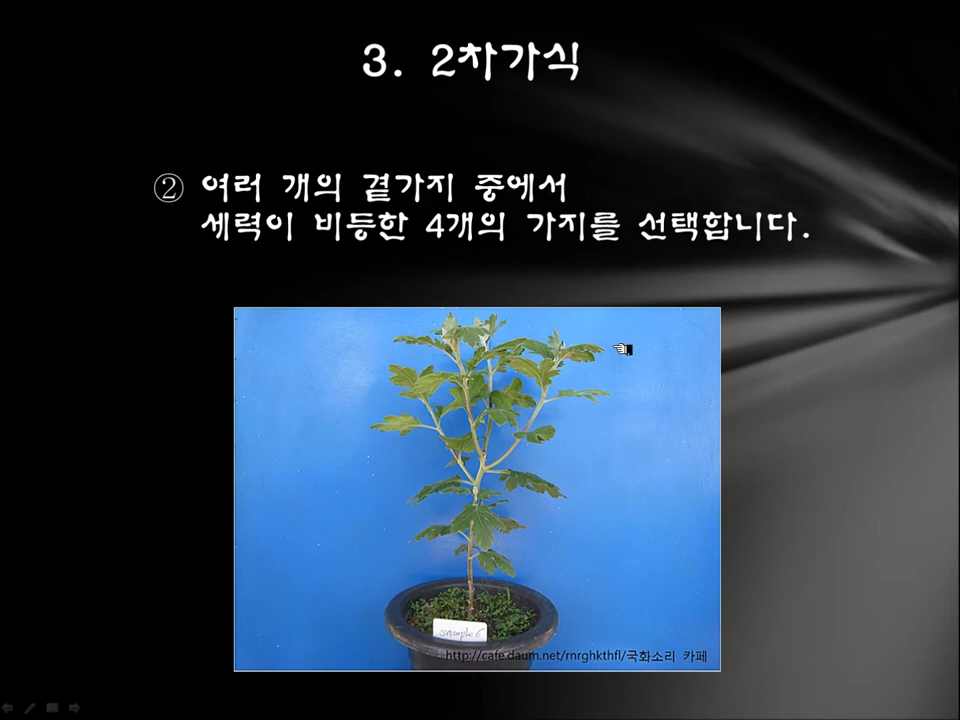 3. 2차가식
② 여러 개의 곁가지 중에서
세력이 비등한 4개의 가지를 선택합니다.
sample 6
http://cafe.daum.net/rnrghkthfl/국화소리 카페